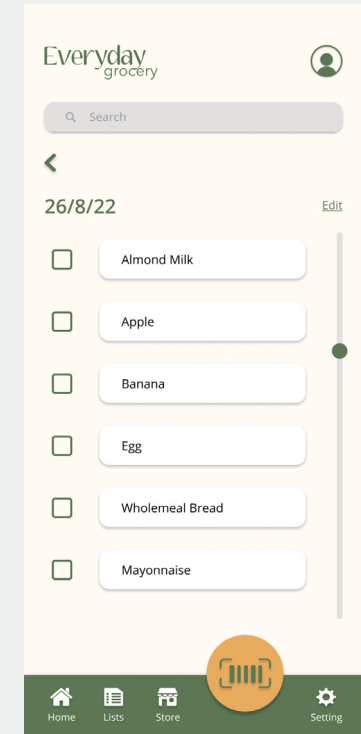 Everyday
grocery
Search
26/8/22
Edit
Almond Milk
Apple
Banana
Egg
Wholemeal Bread
Mayonnaise
Home
Lists
Store
Setting